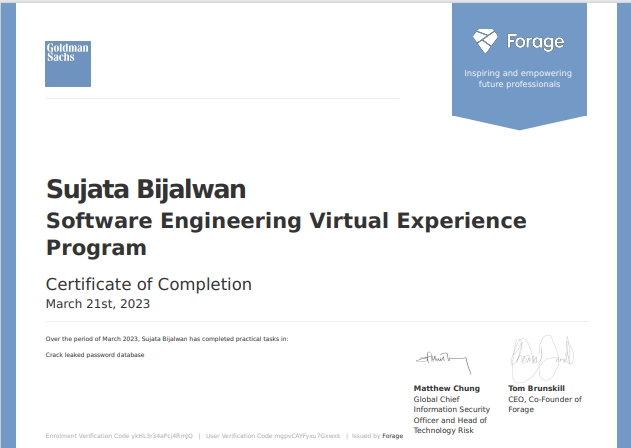 Goldman
Sachs
Forage
Inspiring and empowering
future professionals
Sujata Bijalwan
Software Engineering Virtual Experience
Program
Certificate of Completion
March 21st, 2023
Over the period of March 2023, Sujata Bijalwan has completed practical tasks in:
Crack leaked password database
Matthew Chung
Global Chief
Information Security
Officer and Head of
Technology Risk
Tom Brunskill
CEO, Co-Founder of
Forage
Enrolment Verification Code ykHL3r34aPcj4RmJQ | User Verification Code mgpvCAYFyxu7Gxwxk | Issued by Forage